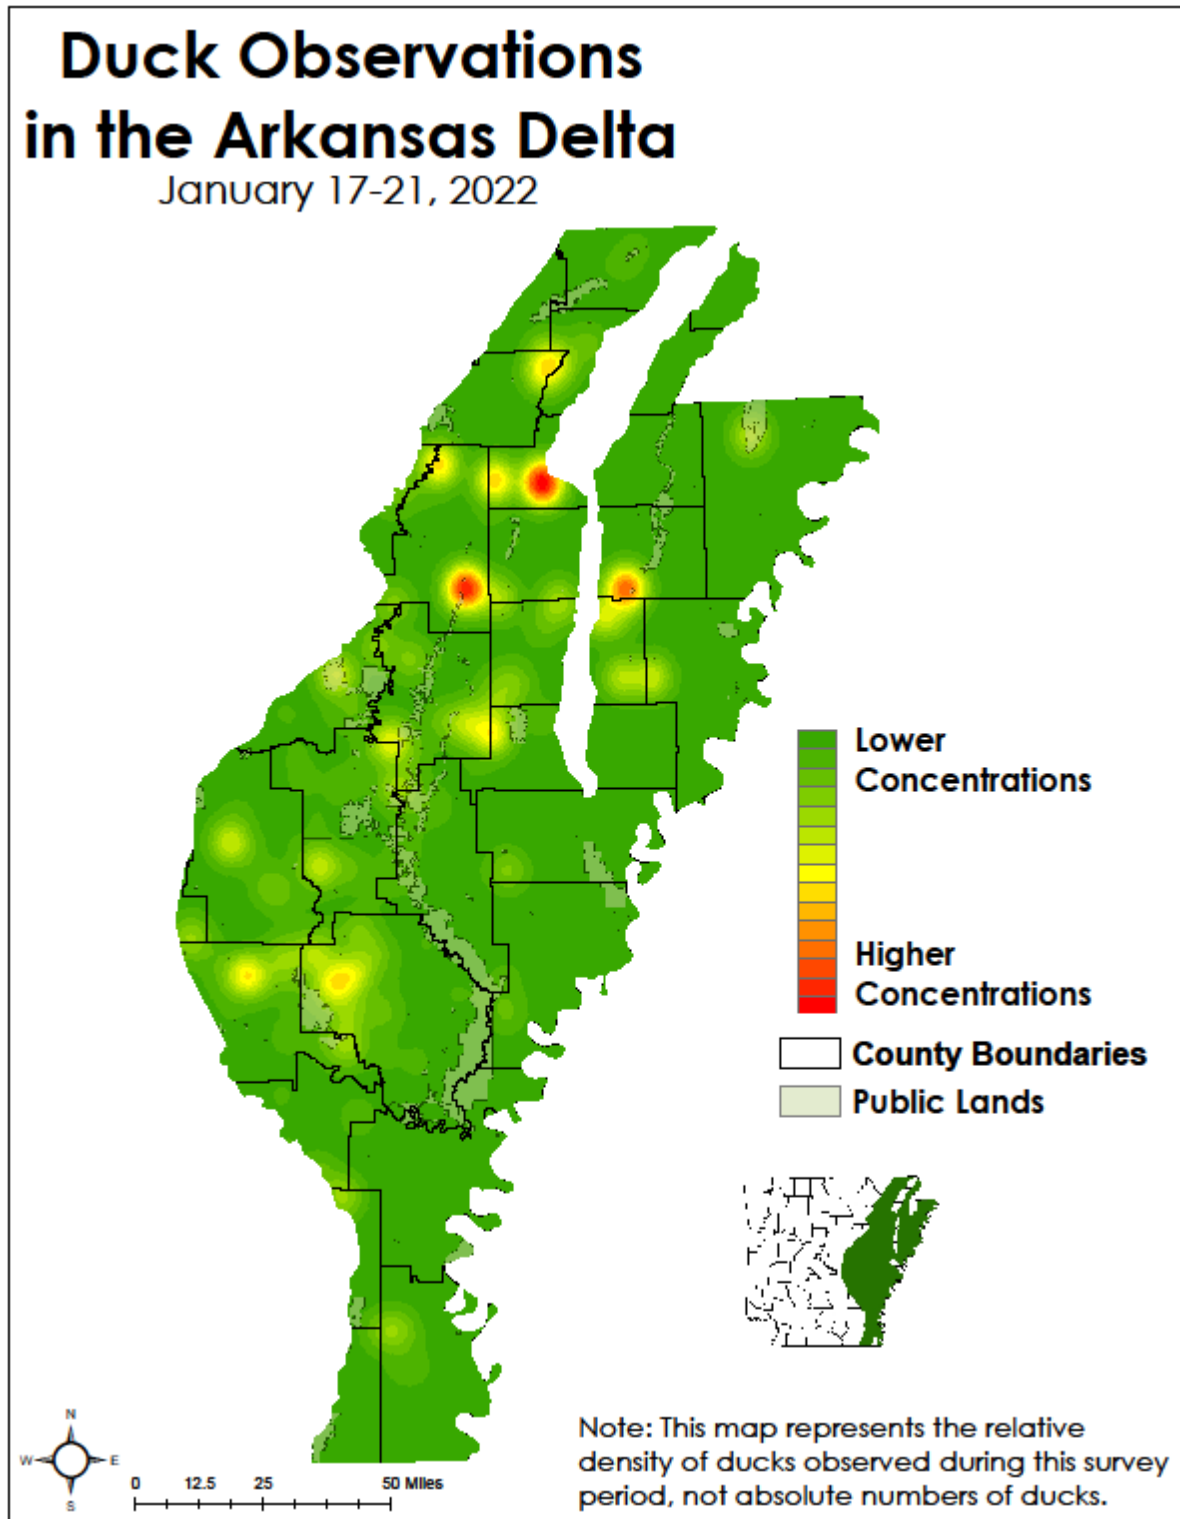 Duck Observations
in the Arkansas Delta
January 17-21, 2022
Lower
Concentrations
Higher
Concentrations
County Boundaries
Public Lands
N
W E
S
0 12.5 25 50 Miles
Note: This map represents the relative
density of ducks observed during this survey
period, not absolute numbers of ducks.